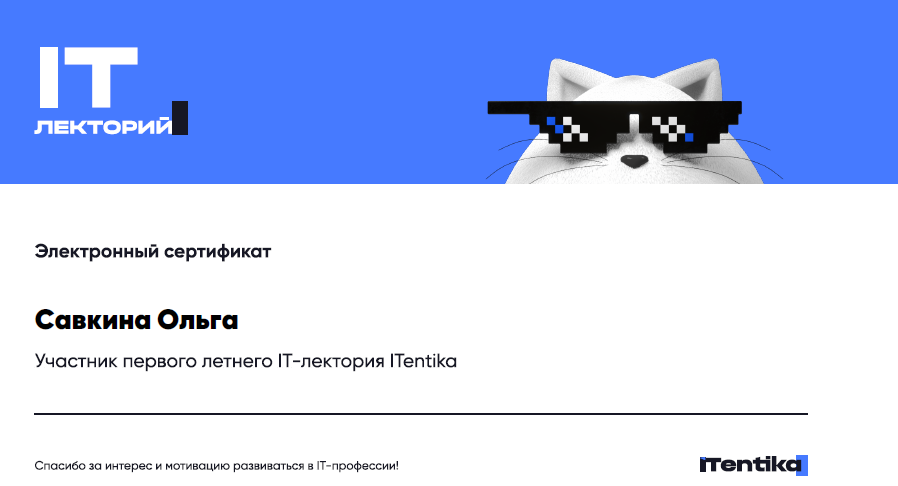 IT
ЛЕКТОРИЙ
Электронный сертификат
Савкина Ольга
Участник первого летнего IT-лектория ITentika
Спасибо за интерес и мотивацию развиваться в IT-профессии!
iTentika